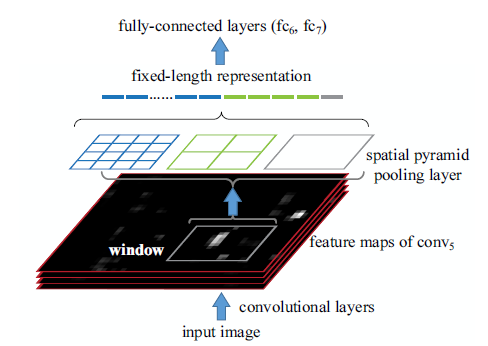 fully-connected layers (fc6, fc7)
fixed-length representation
......
spatial pyramid
pooling layer
window
feature maps of conv5
convolutional layers
input image